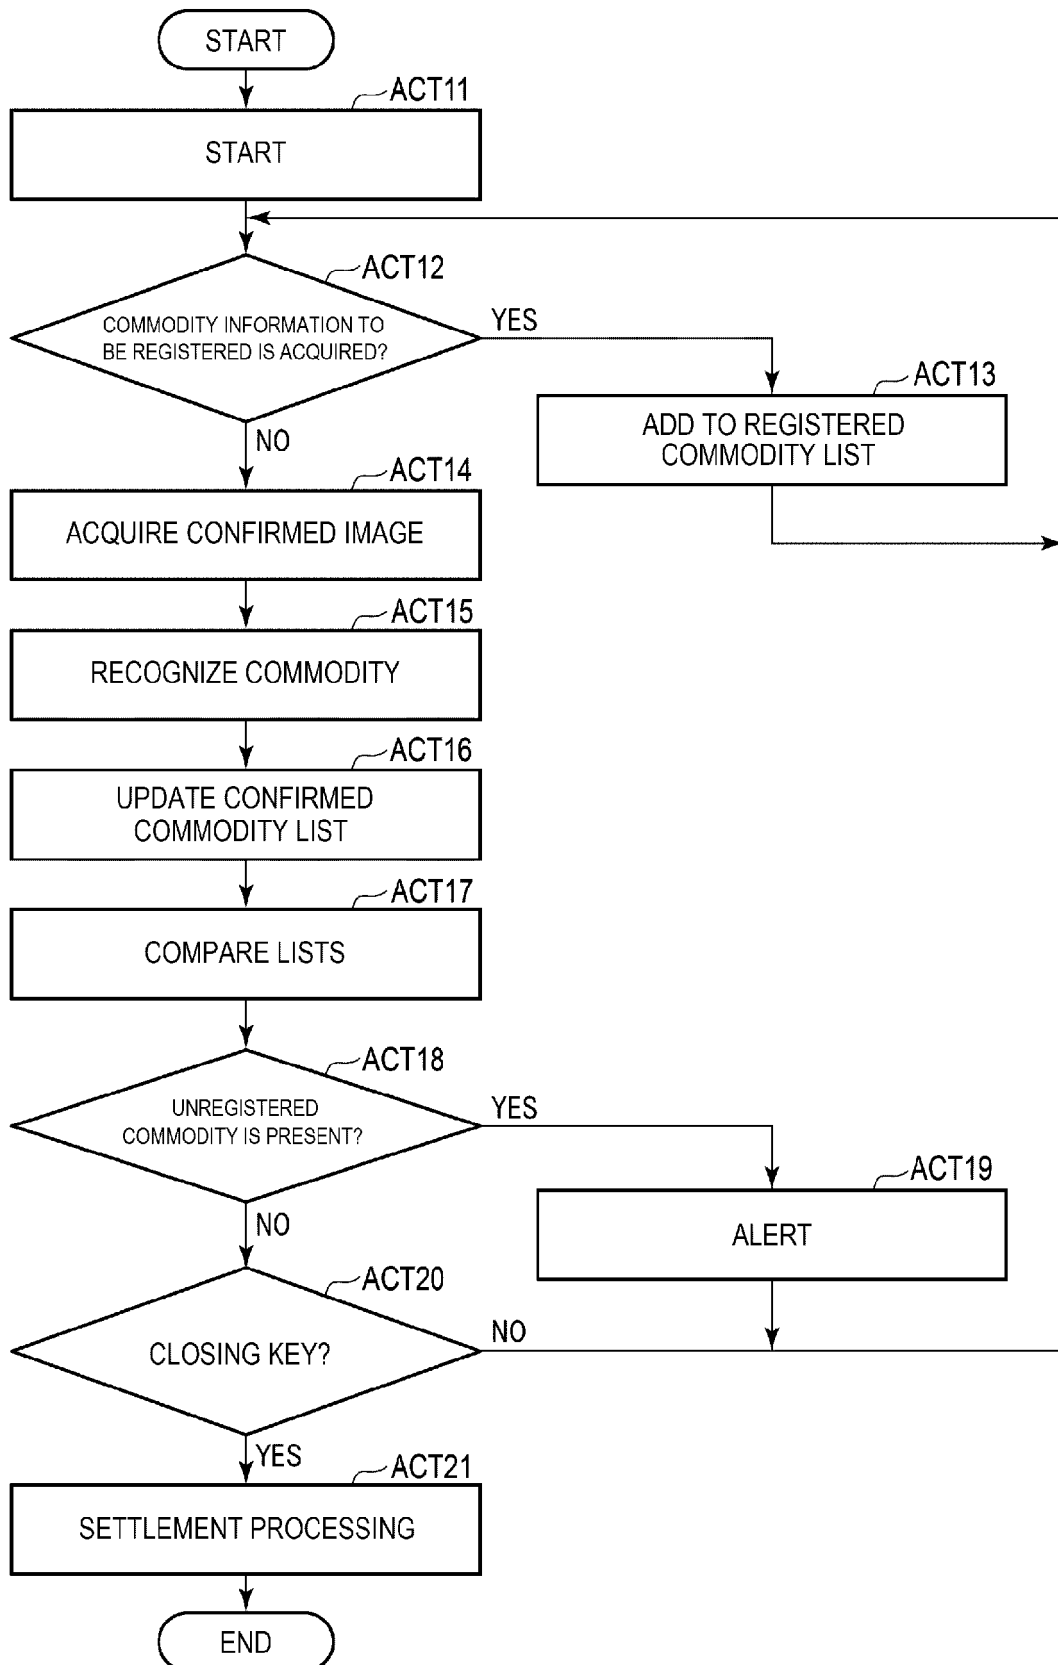 START
ACT11
START
ACT12
COMMODITY INFORMATION TO
BE REGISTERED IS ACQUIRED?
YES
ACT13
ADD TO REGISTERED
COMMODITY LIST
NO
ACT14
ACQUIRE CONFIRMED IMAGE
ACT15
RECOGNIZE COMMODITY
ACT16
UPDATE CONFIRMED
COMMODITY LIST
ACT17
COMPARE LISTS
ACT18
UNREGISTERED
COMMODITY IS PRESENT?
YES
ACT19
ALERT
NO
ACT20
CLOSING KEY?
NO
YES
ACT21
SETTLEMENT PROCESSING
END